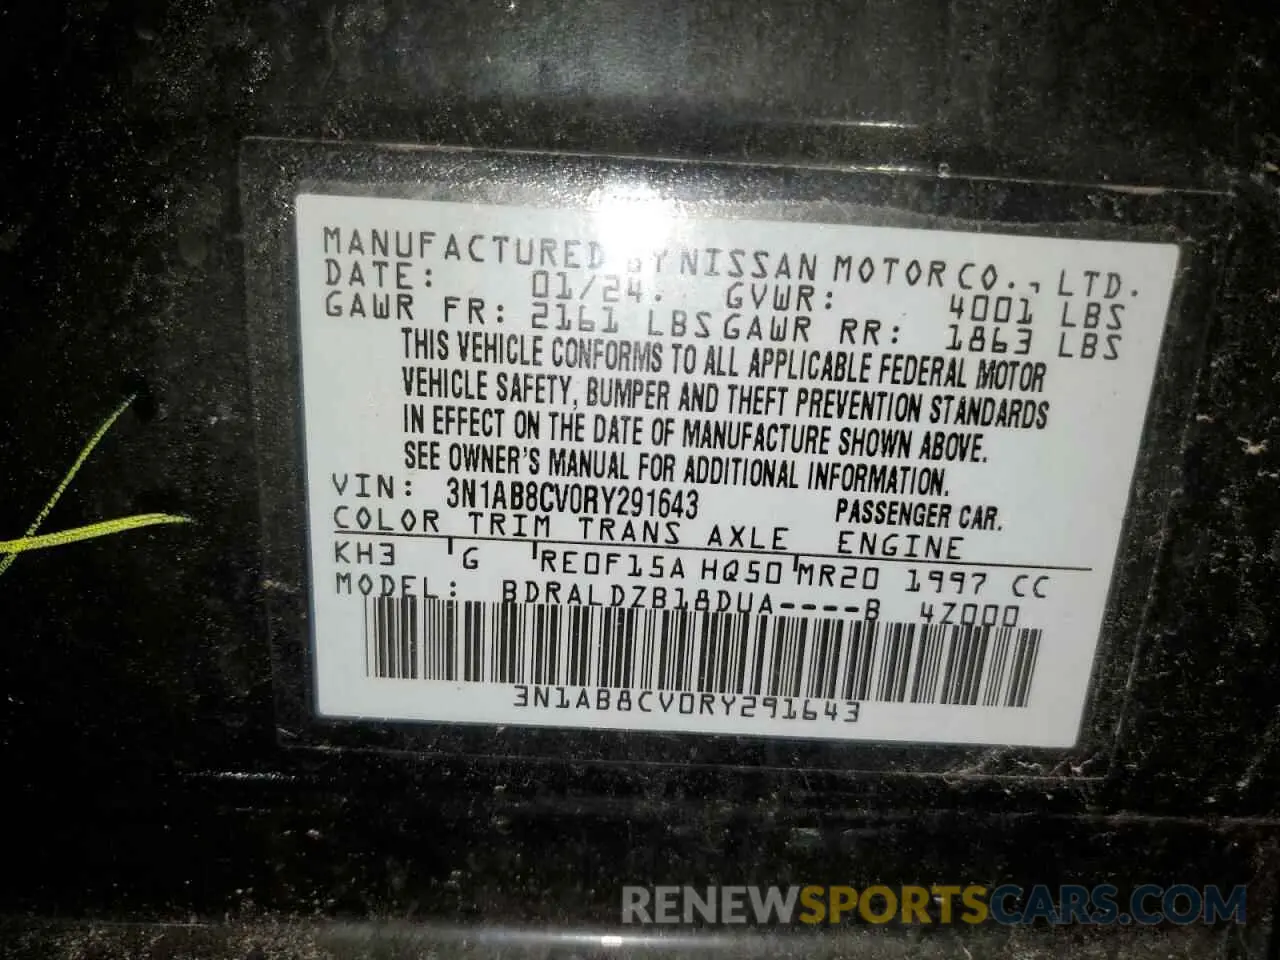 MANUFACTURED BY NISSAN MOTOR CO., LTD.
DATE: 01/24. GVWR: 4001 LBS
GAWR FR: 2161 LBS GAWR RR: 1863 LBS
THIS VEHICLE CONFORMS TO ALL APPLICABLE FEDERAL MOTOR
VEHICLE SAFETY, BUMPER AND THEFT PREVENTION STANDARDS
IN EFFECT ON THE DATE OF MANUFACTURE SHOWN ABOVE.
SEE OWNER'S MANUAL FOR ADDITIONAL INFORMATION.
VIN: 3N1AB8CV0RY291643 PASSENGER CAR.
COLOR TRIM TRANS AXLE ENGINE
KH3 G RE0F15A HQ50 MR20 1997 CC
MODEL: BDRALDZB18DUA----B 4Z000
3N1AB8CV0RY291643
RENEWSPORTSCARS.COM